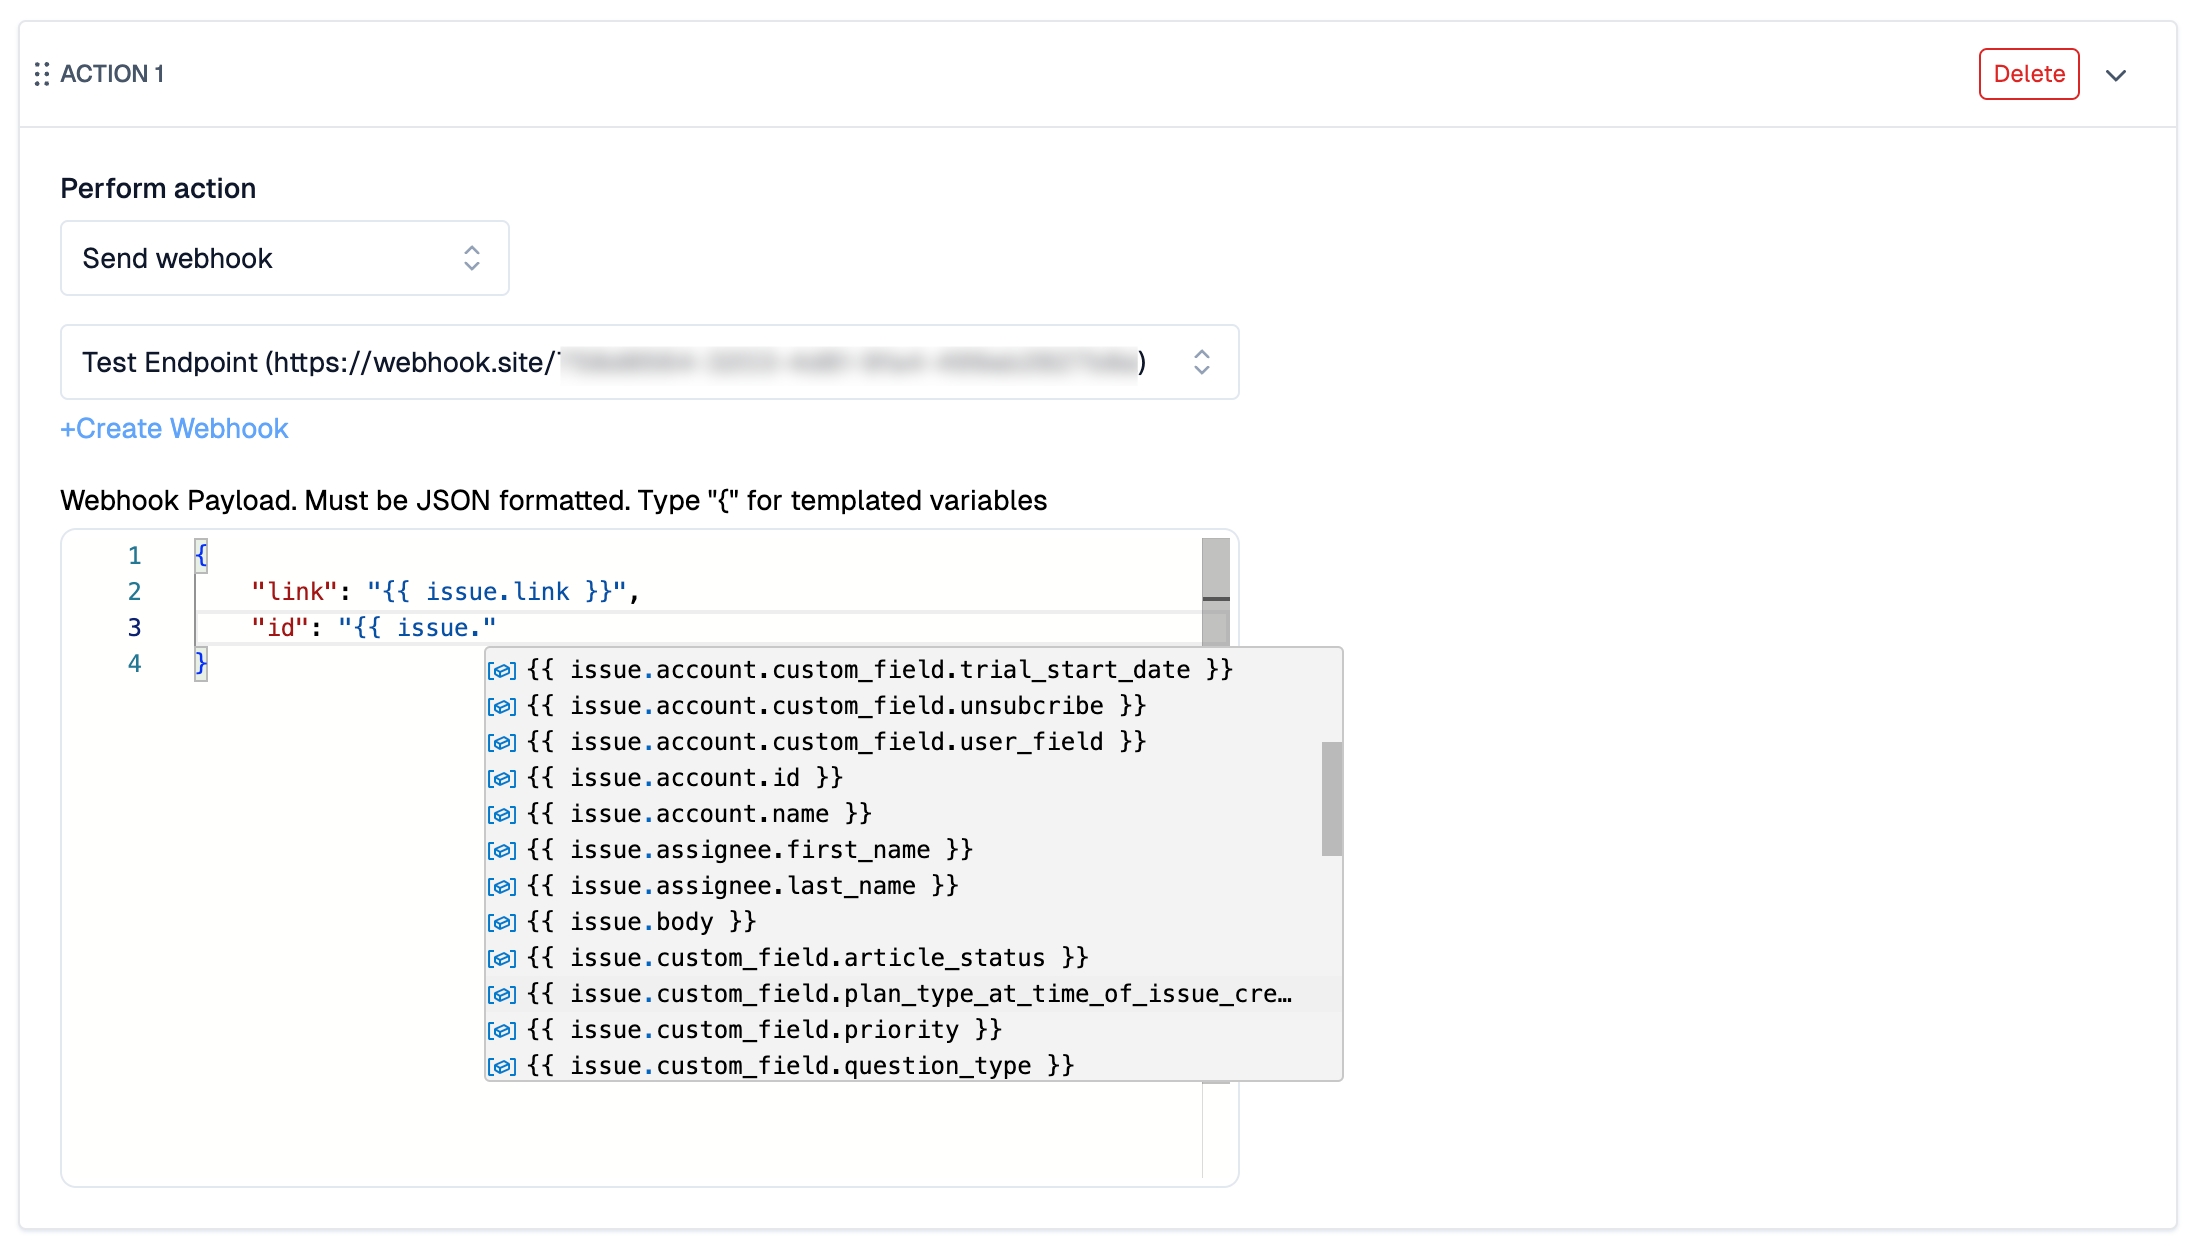 ACTION 1
Delete
Perform action
Send webhook
Test Endpoint (https://webhook.site/ )
+Create Webhook
Webhook Payload. Must be JSON formatted. Type "{" for templated variables
1 {
2 "link": "{{ issue.link }}",
3 "id": "{{ issue."
4 }
{{ issue.account.custom_field.trial_start_date }}
{{ issue.account.custom_field.unsubcribe }}
{{ issue.account.custom_field.user_field }}
{{ issue.account.id }}
{{ issue.account.name }}
{{ issue.assignee.first_name }}
{{ issue.assignee.last_name }}
{{ issue.body }}
{{ issue.custom_field.article_status }}
{{ issue.custom_field.plan_type_at_time_of_issue_cre…
{{ issue.custom_field.priority }}
{{ issue.custom_field.question_type }}